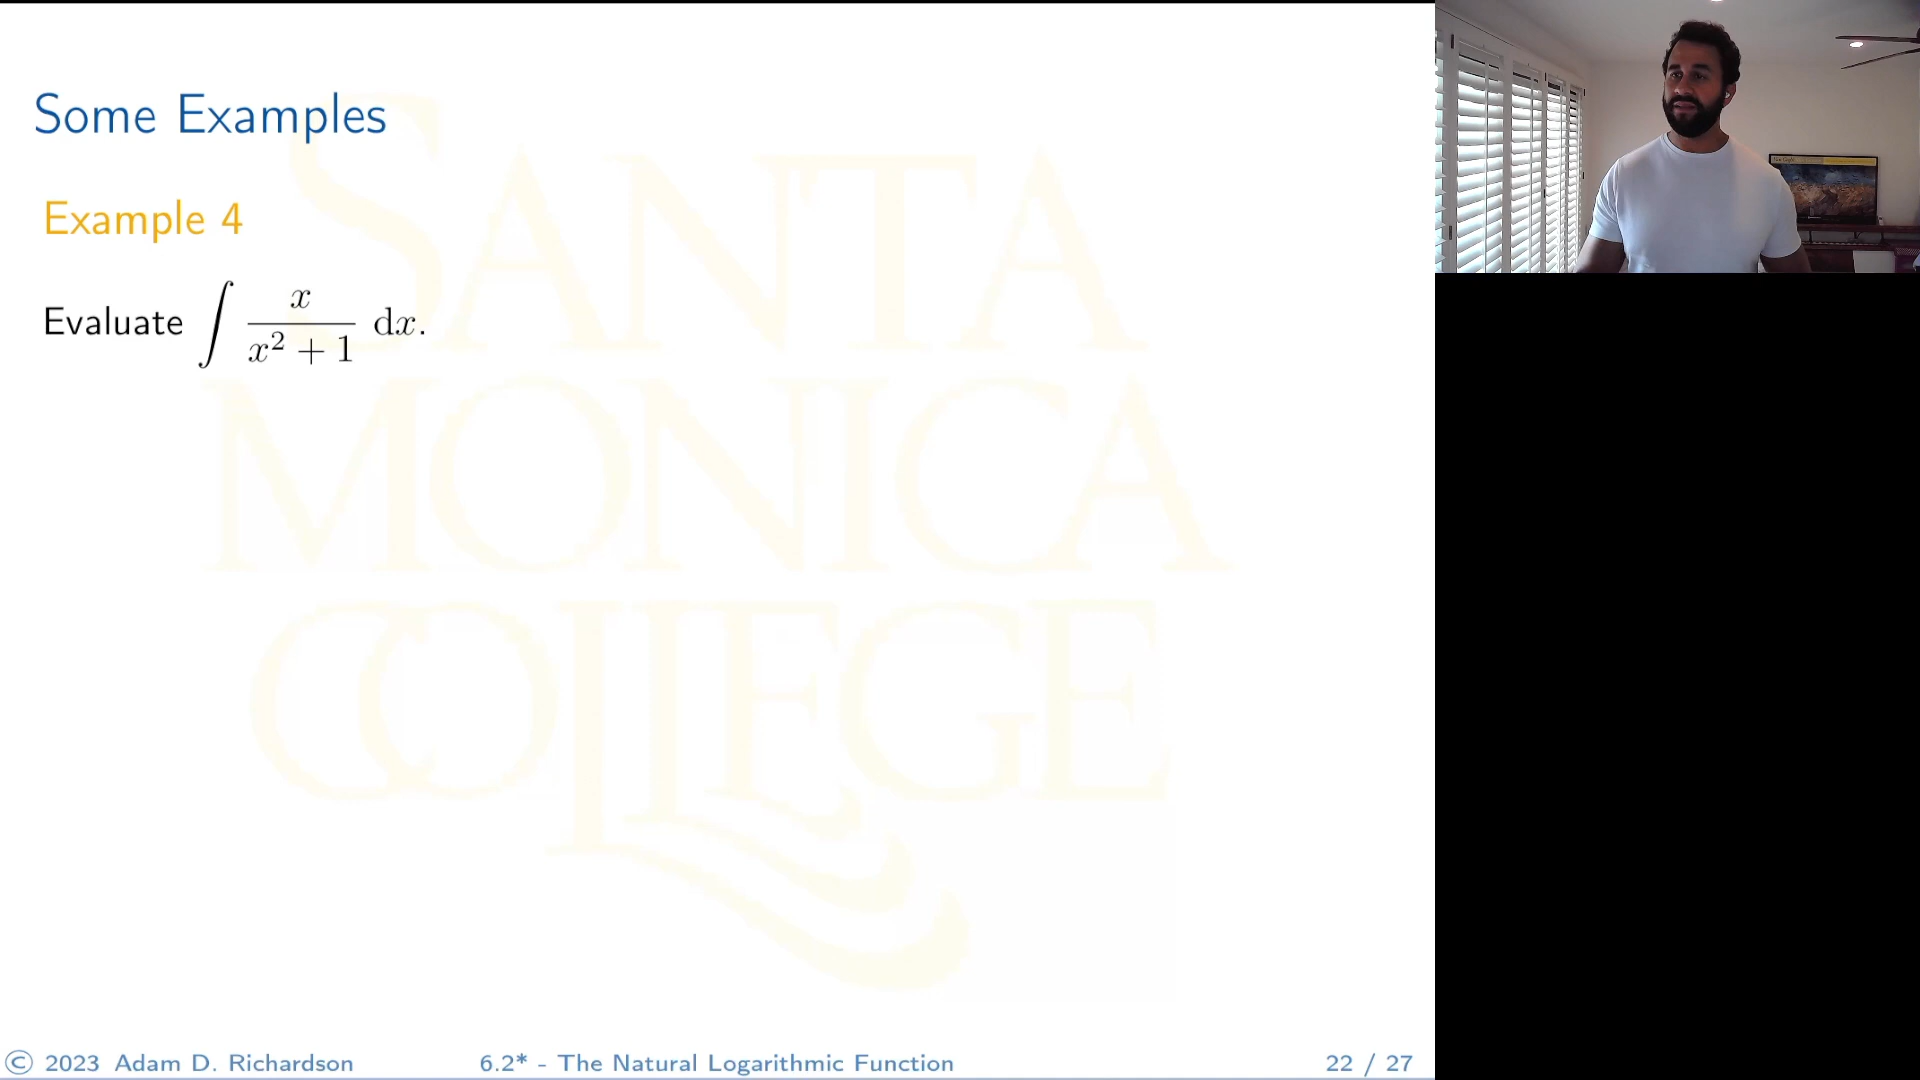 Some Examples
Example 4
Evaluate ∫ x / (x² + 1) dx.
SANTA
MONICA
COLLEGE
© 2023 Adam D. Richardson 6.2* - The Natural Logarithmic Function 22 / 27